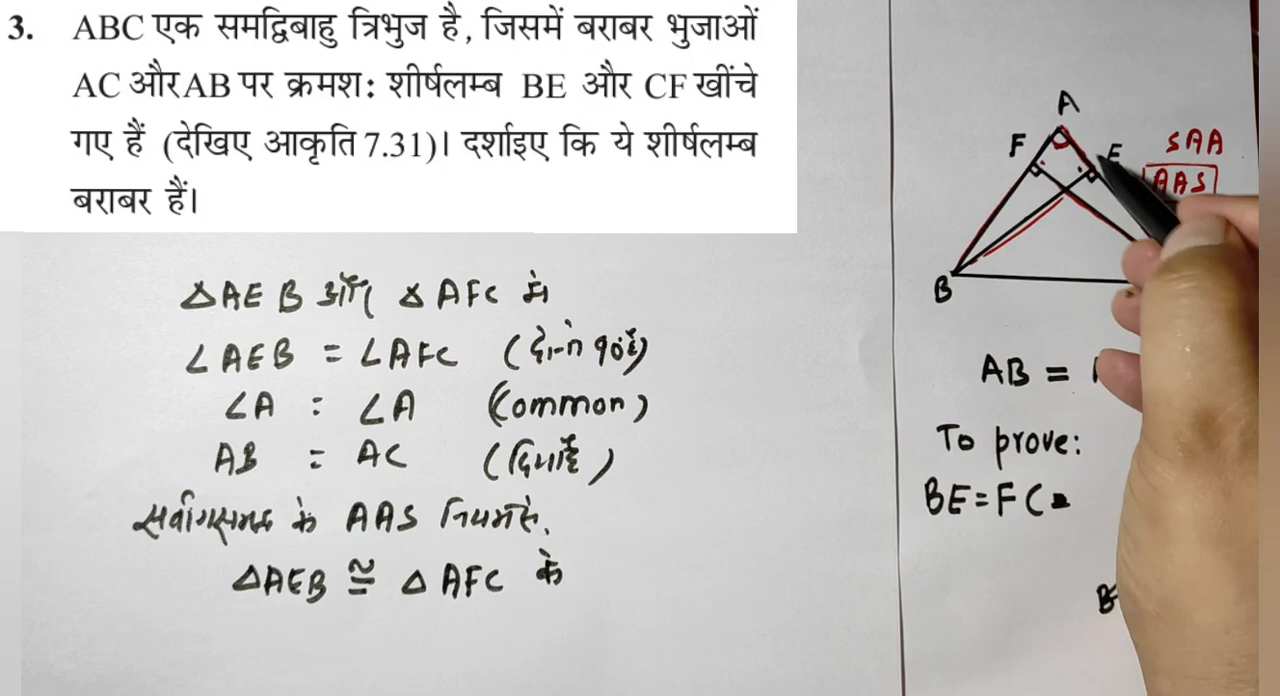 3. ABC एक समद्विबाहु त्रिभुज है, जिसमें बराबर भुजाओं
AC और AB पर क्रमश: शीर्षलम्ब BE और CF खींचे
गए हैं (देखिए आकृति 7.31)। दर्शाइए कि ये शीर्षलम्ब
बराबर हैं।
ΔAEB और ΔAFC में
∠AEB = ∠AFC (दोनों 90° है)
∠A = ∠A (Common)
AB = AC (दिया है)
सर्वांगसमता के AAS नियम से,
ΔAEB ≅ ΔAFC के
A
F
E
SAA
AAS
B
AB =
To prove:
BE=FC